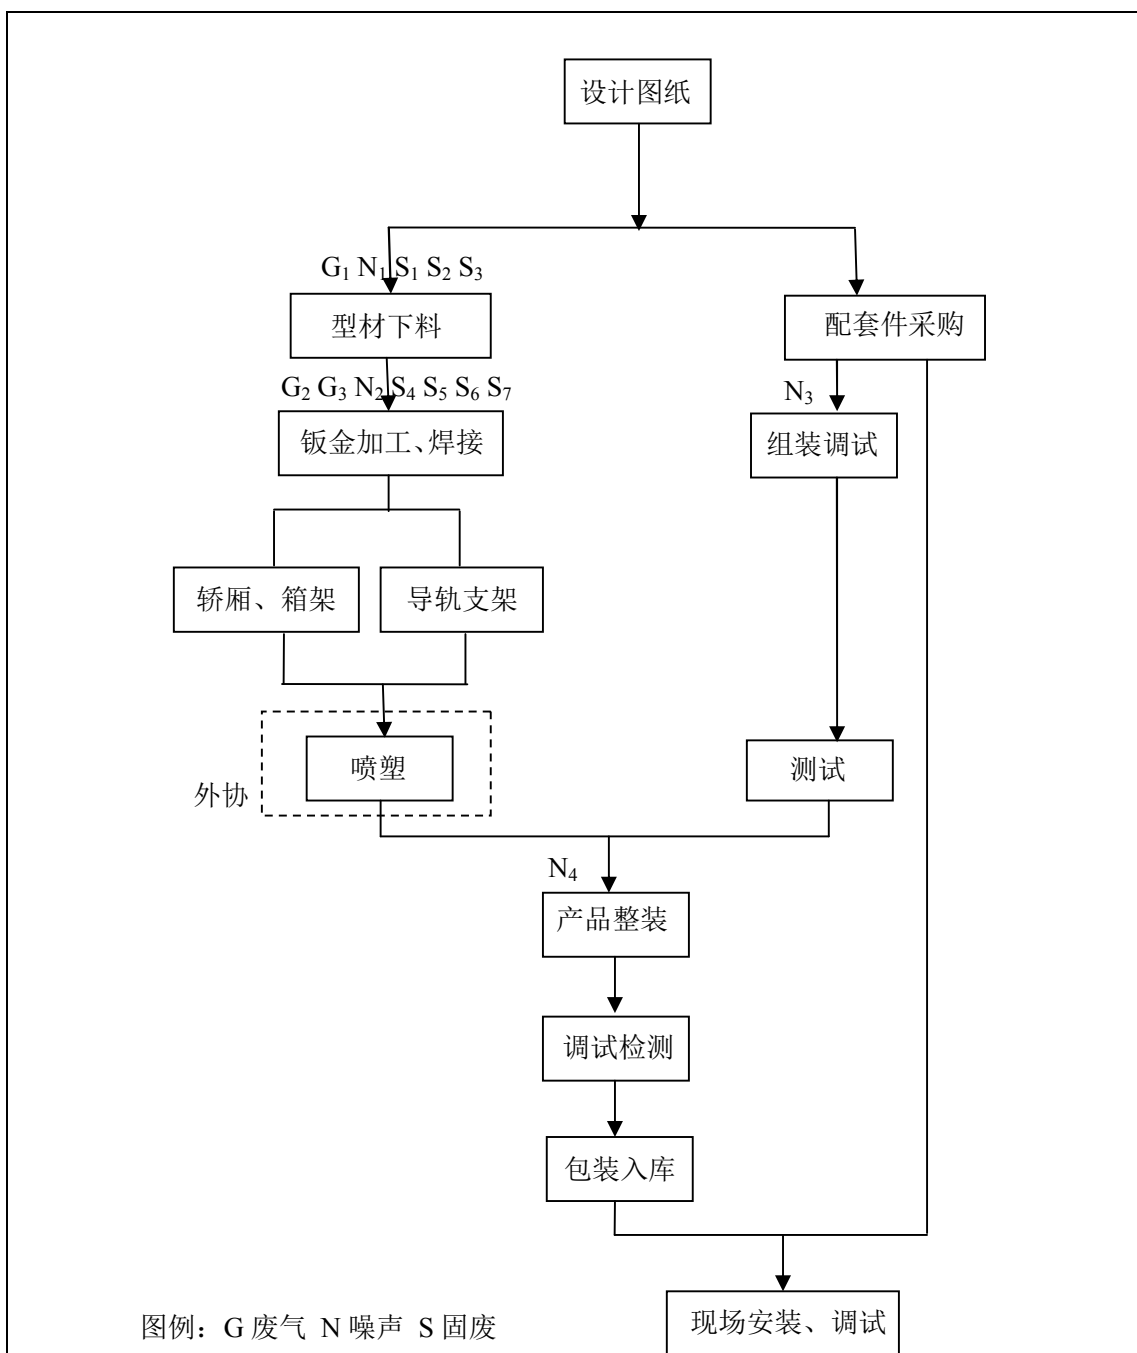 设计图纸
G₁ N₁ S₁ S₂ S₃
型材下料
配套件采购
G₂ G₃ N₂ S₄ S₅ S₆ S₇
N₃
钣金加工、焊接
组装调试
轿厢、箱架
导轨支架
喷塑
测试
外协
N₄
产品整装
调试检测
包装入库
图例：G 废气 N 噪声 S 固废
现场安装、调试